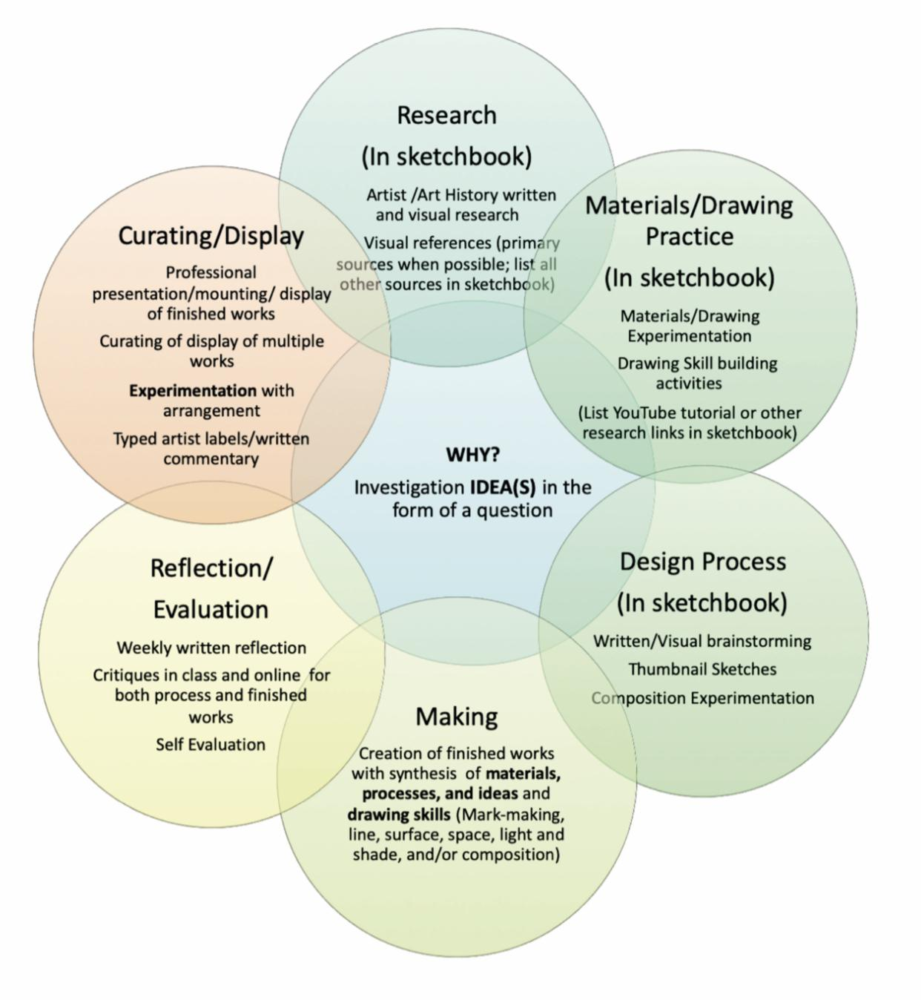 Research
(In sketchbook)
Artist /Art History written
and visual research
Visual references (primary
sources when possible; list all
other sources in sketchbook)
Materials/Drawing
Practice
(In sketchbook)
Materials/Drawing
Experimentation
Drawing Skill building
activities
(List YouTube tutorial or other
research links in sketchbook)
Curating/Display
Professional
presentation/mounting/ display
of finished works
Curating of display of multiple
works
Experimentation with
arrangement
Typed artist labels/written
commentary
WHY?
Investigation IDEA(S) in the
form of a question
Design Process
(In sketchbook)
Written/Visual brainstorming
Thumbnail Sketches
Composition Experimentation
Reflection/
Evaluation
Weekly written reflection
Critiques in class and online for
both process and finished
works
Self Evaluation
Making
Creation of finished works
with synthesis of materials,
processes, and ideas and
drawing skills (Mark-making,
line, surface, space, light and
shade, and/or composition)